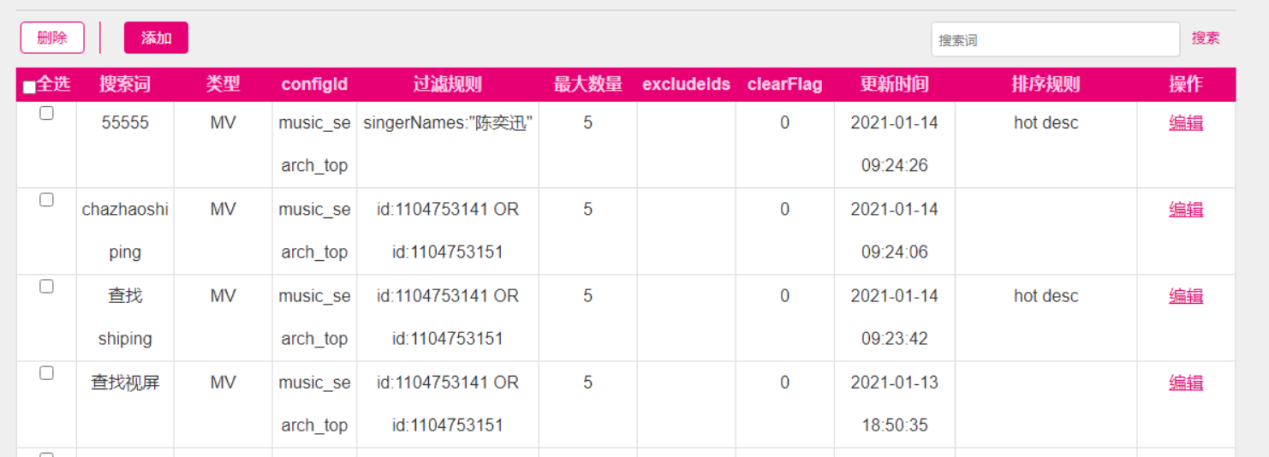 删除 添加 搜索词 搜索
全选 搜索词 类型 configId 过滤规则 最大数量 excludeIds clearFlag 更新时间 排序规则 操作
55555 MV music_se singerNames:"陈奕迅" 5 0 2021-01-14 hot desc 编辑
arch_top 09:24:26
chazhaoshi MV music_se id:1104753141 OR 5 0 2021-01-14 编辑
ping arch_top id:1104753151 09:24:06
查找 MV music_se id:1104753141 OR 5 0 2021-01-14 hot desc 编辑
shiping arch_top id:1104753151 09:23:42
查找视屏 MV music_se id:1104753141 OR 5 0 2021-01-13 编辑
arch_top id:1104753151 18:50:35